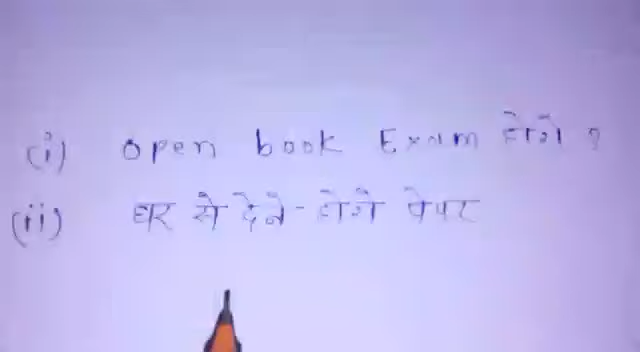 (i) open book Exam होगे ?
(ii) घर से देने होगे पेपर